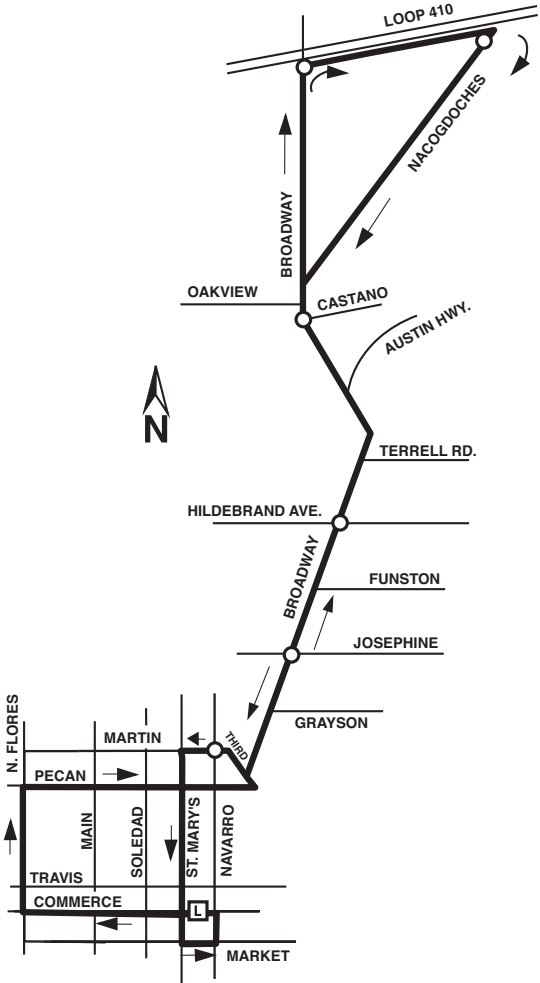 LOOP 410
NACOGDOCHES
BROADWAY
OAKVIEW
CASTANO
AUSTIN HWY.
N
TERRELL RD.
HILDEBRAND AVE.
BROADWAY
FUNSTON
JOSEPHINE
GRAYSON
N. FLORES
MARTIN
THIRD
PECAN
MAIN
SOLEDAD
ST. MARY'S
NAVARRO
TRAVIS
COMMERCE
L
MARKET